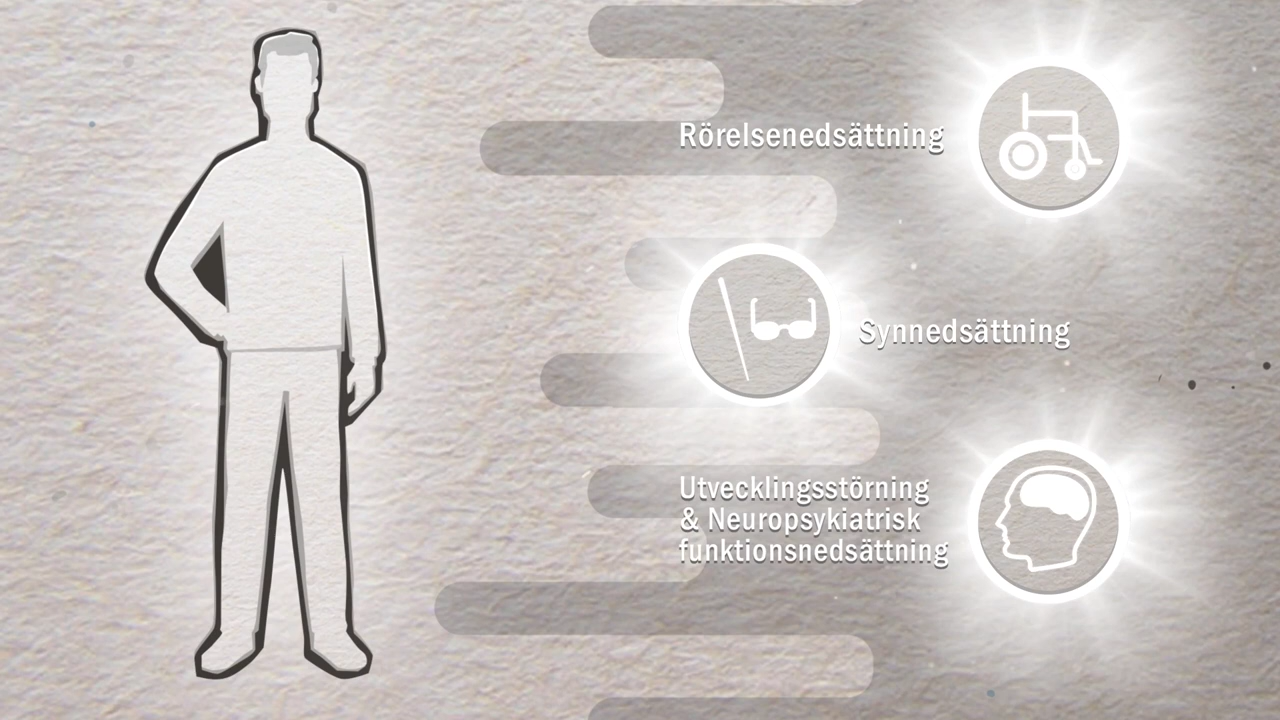 Rörelsenedsättning
Synnedsättning
Utvecklingsstörning
& Neuropsykiatrisk
funktionsnedsättning